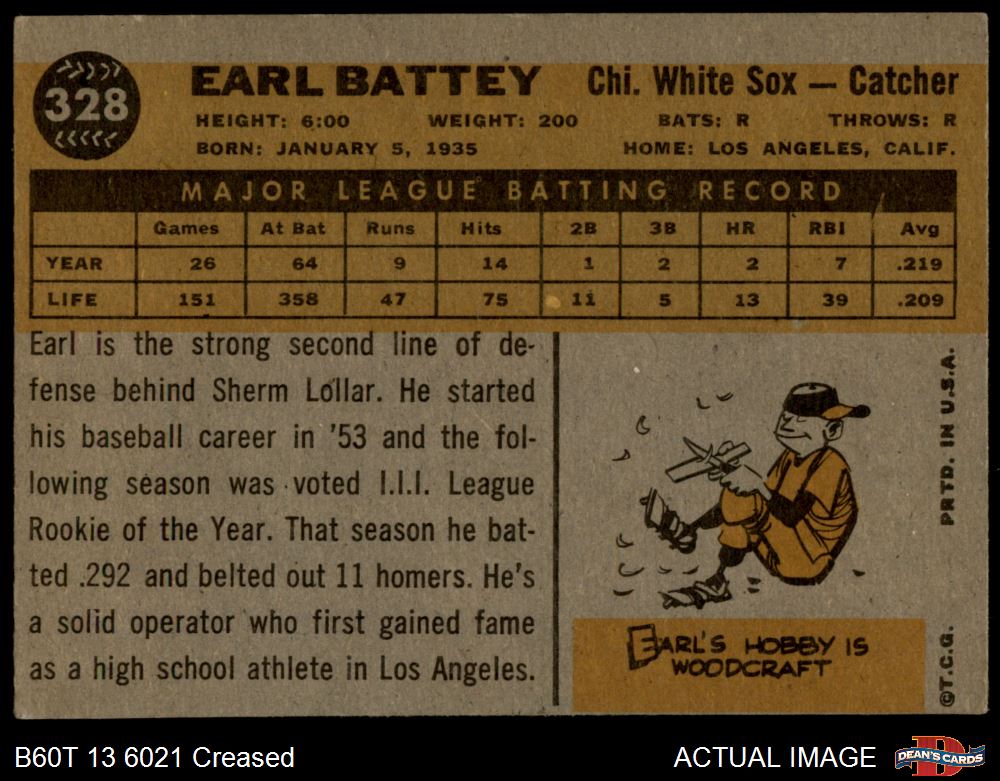 328
EARL BATTEY Chi. White Sox — Catcher
HEIGHT: 6:00 WEIGHT: 200 BATS: R THROWS: R
BORN: JANUARY 5, 1935 HOME: LOS ANGELES, CALIF.
MAJOR LEAGUE BATTING RECORD
Games At Bat Runs Hits 2B 3B HR RBI Avg
YEAR 26 64 9 14 1 2 2 7 .219
LIFE 151 358 47 75 11 5 13 39 .209
Earl is the strong second line of de-
fense behind Sherm Lollar. He started
his baseball career in '53 and the fol-
lowing season was voted I.I.I. League
Rookie of the Year. That season he bat-
ted .292 and belted out 11 homers. He's
a solid operator who first gained fame
as a high school athlete in Los Angeles.
EARL'S HOBBY IS
WOODCRAFT
©T.C.G. PRTD. IN U.S.A.
B60T 13 6021 Creased ACTUAL IMAGE
DEAN'S CARDS